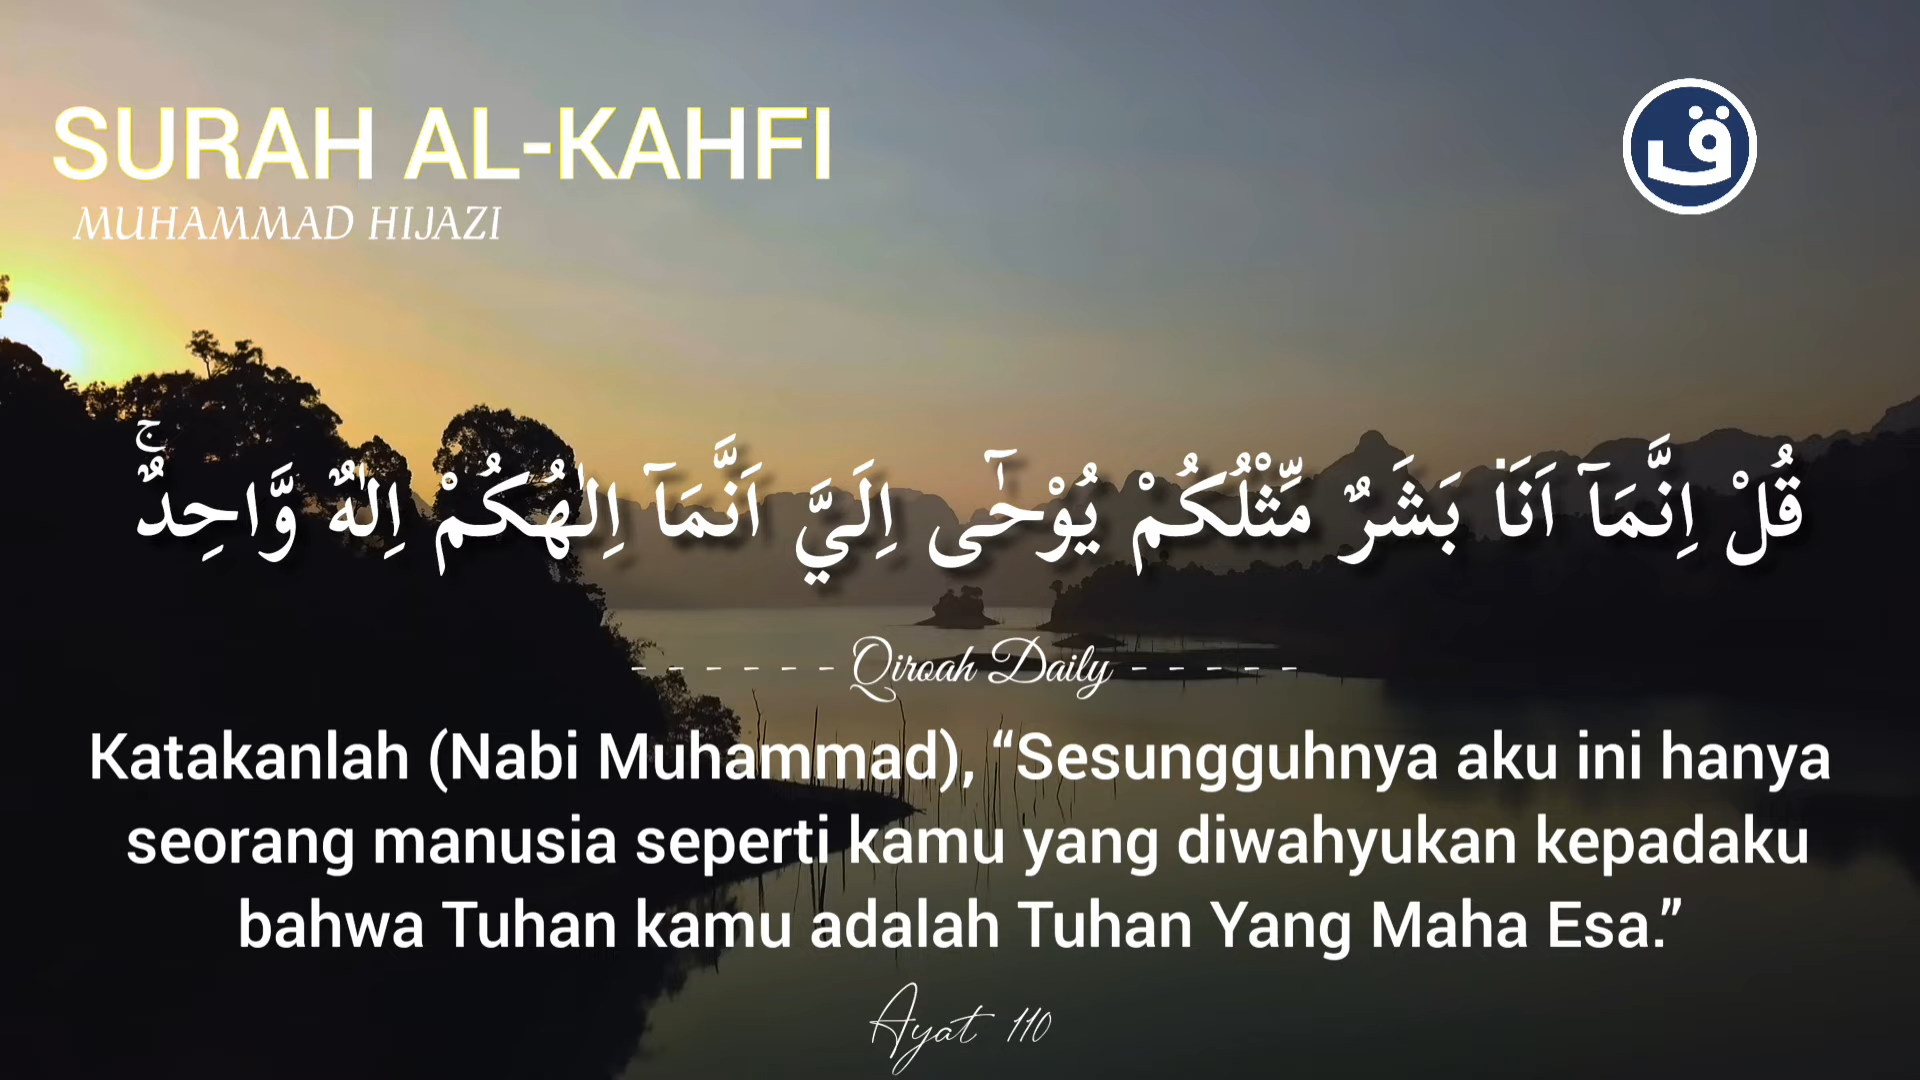 SURAH AL-KAHFI
MUHAMMAD HIJAZI
ق
قُلْ اِنَّمَآ اَنَا۠ بَشَرٌ مِّثْلُكُمْ يُوْحٰٓى اِلَيَّ اَنَّمَآ اِلٰهُكُمْ اِلٰهٌ وَّاحِدٌۚ
- - - - - - Qiroah Daily - - - - -
Katakanlah (Nabi Muhammad), “Sesungguhnya aku ini hanya
seorang manusia seperti kamu yang diwahyukan kepadaku
bahwa Tuhan kamu adalah Tuhan Yang Maha Esa.”
Ayat 110